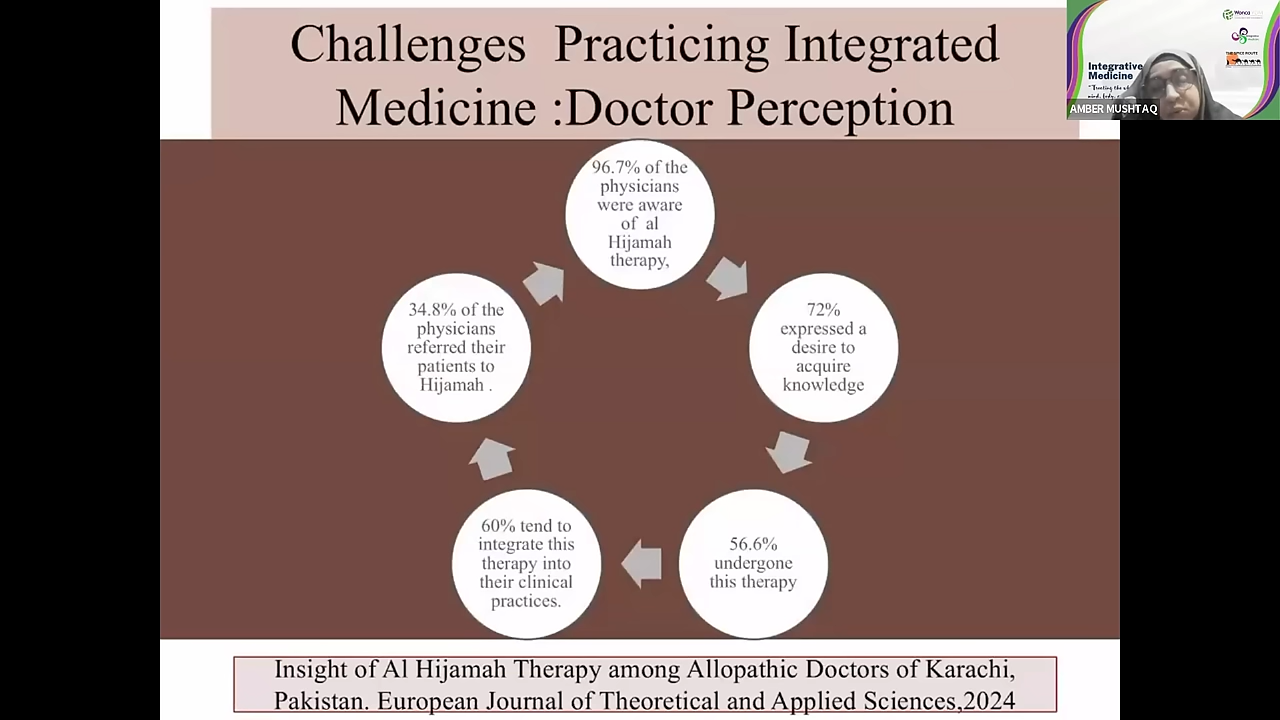 Challenges Practicing Integrated
Medicine :Doctor Perception
96.7% of the
physicians
were aware
of al
Hijamah
therapy,
72%
expressed a
desire to
acquire
knowledge
56.6%
undergone
this therapy
60% tend to
integrate this
therapy into
their clinical
practices.
34.8% of the
physicians
referred their
patients to
Hijamah .
Insight of Al Hijamah Therapy among Allopathic Doctors of Karachi,
Pakistan. European Journal of Theoretical and Applied Sciences,2024
Wonca
Integrative
Medicine
"Treating the
AMBER MUSHTAQ